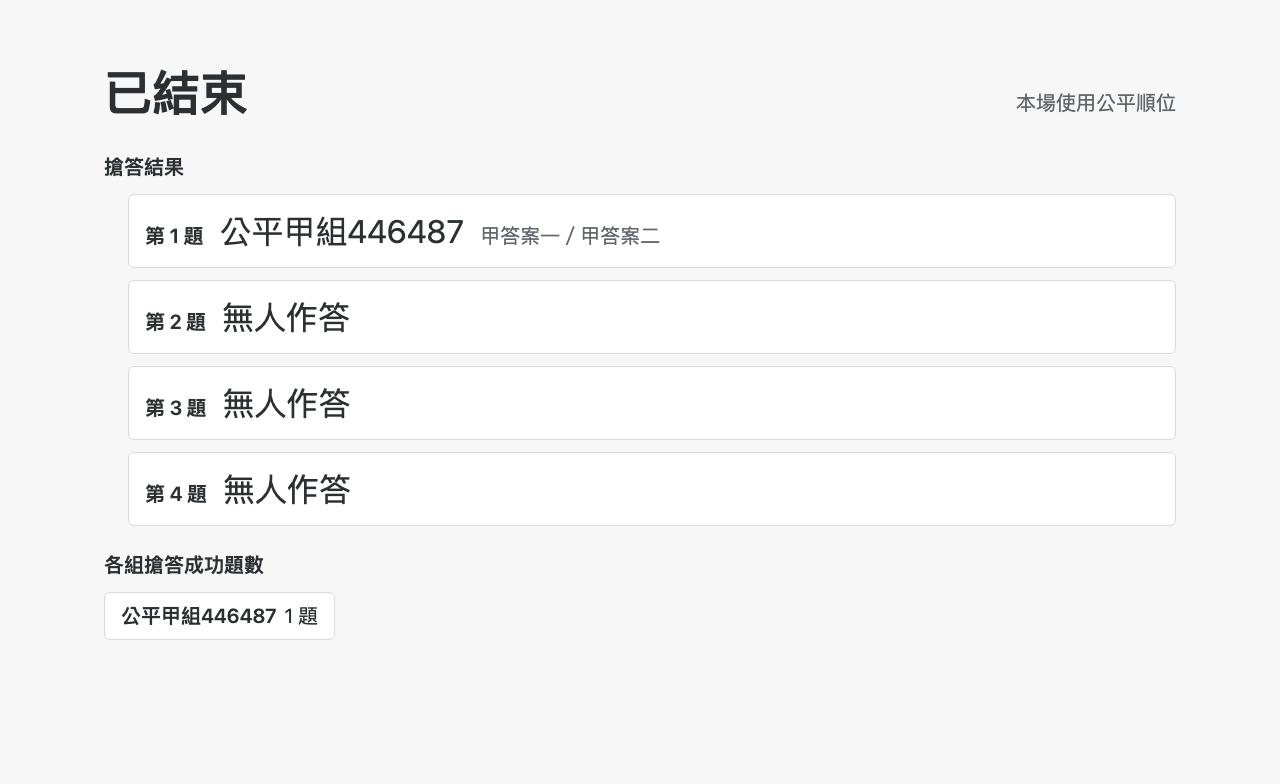 已結束
本場使用公平順位
搶答結果
第 1 題 公平甲組446487 甲答案一 / 甲答案二
第 2 題 無人作答
第 3 題 無人作答
第 4 題 無人作答
各組搶答成功題數
公平甲組446487 1 題